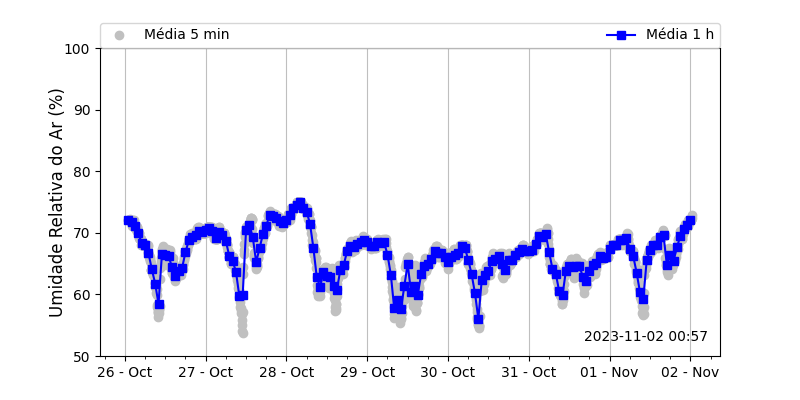 Média 5 min
Média 1 h
Umidade Relativa do Ar (%)
100
90
80
70
60
50
2023-11-02 00:57
26 - Oct
27 - Oct
28 - Oct
29 - Oct
30 - Oct
31 - Oct
01 - Nov
02 - Nov